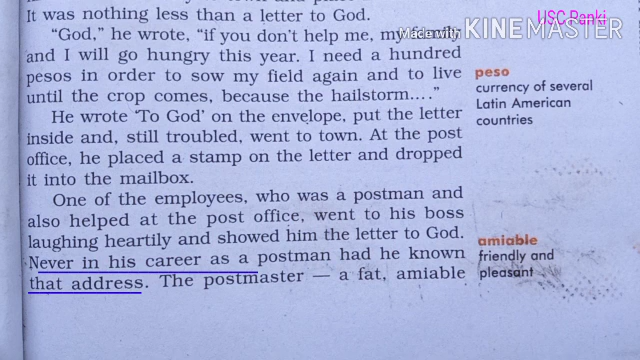 It was nothing less than a letter to God.
"God," he wrote, "if you don't help me, my family
and I will go hungry this year. I need a hundred
pesos in order to sow my field again and to live
until the crop comes, because the hailstorm...."
He wrote 'To God' on the envelope, put the letter
inside and, still troubled, went to town. At the post
office, he placed a stamp on the letter and dropped
it into the mailbox.
One of the employees, who was a postman and
also helped at the post office, went to his boss
laughing heartily and showed him the letter to God.
Never in his career as a postman had he known
that address. The postmaster — a fat, amiable
Made with
KINEMASTER
peso
currency of several
Latin American
countries
amiable
friendly and
pleasant